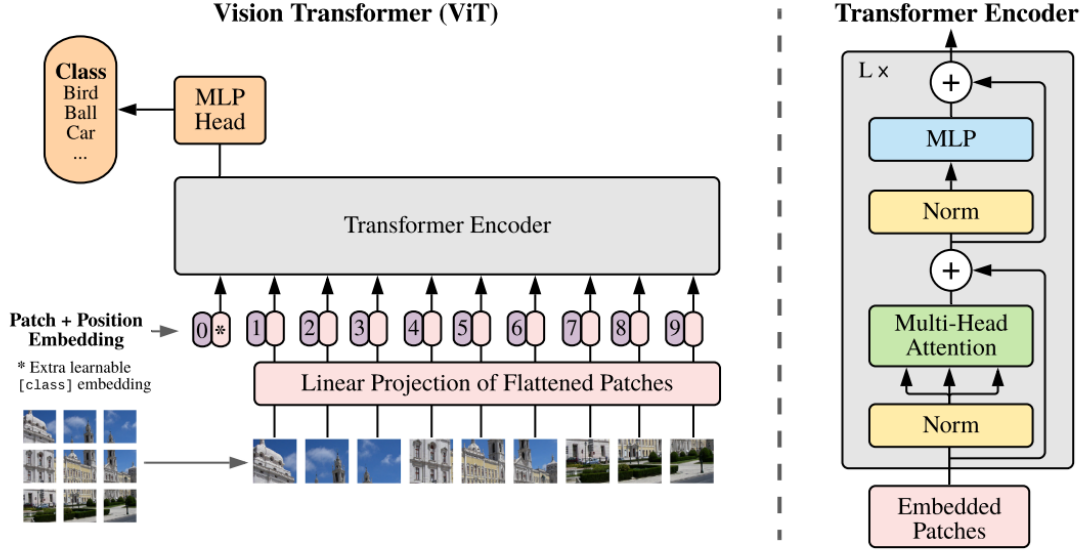 Vision Transformer (ViT)
Class
Bird
Ball
Car
...
MLP
Head
Transformer Encoder
Patch + Position
Embedding
0 * 1 2 3 4 5 6 7 8 9
* Extra learnable
[class] embedding
Linear Projection of Flattened Patches
Transformer Encoder
L ×
+
MLP
Norm
+
Multi-Head
Attention
Norm
Embedded
Patches